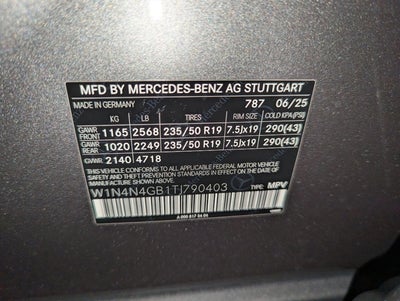 MFD BY MERCEDES-BENZ AG STUTTGART
MADE IN GERMANY 787 06/25
KG LB TIRES RIM SIZE COLD KPA(PSI)
GAWR FRONT 1165 2568 235/50 R19 7.5Jx19 290(43)
GAWR REAR 1020 2249 235/50 R19 7.5Jx19 290(43)
GVWR 2140 4718
THIS VEHICLE CONFORMS TO ALL APPLICABLE U.S. FEDERAL MOTOR VEHICLE
SAFETY AND THEFT PREVENTION STANDARDS IN EFFECT
ON THE DATE OF MANUFACTURE SHOWN ABOVE.
W1N4N4GB1TJ790403 TYPE: MPV